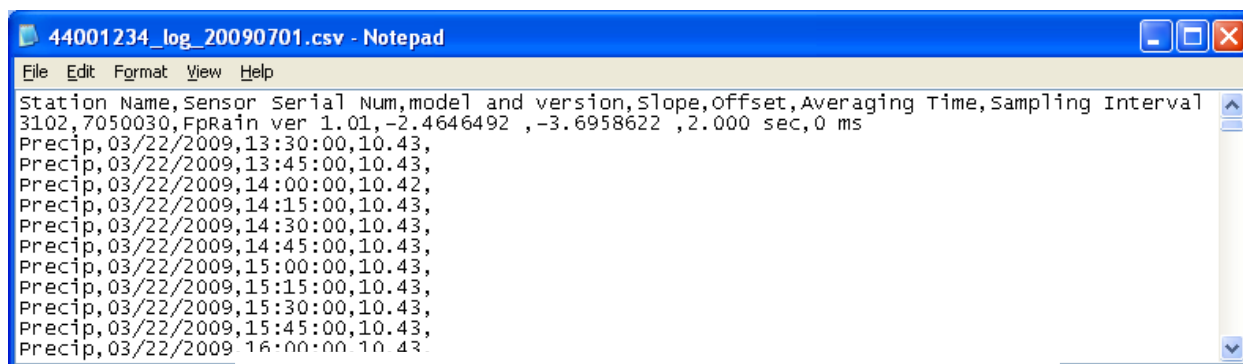 44001234_log_20090701.csv - Notepad
File Edit Format View Help
Station Name,Sensor Serial Num,model and version,Slope,Offset,Averaging Time,Sampling Interval
3102,7050030,FpRain ver 1.01,-2.4646492 ,-3.6958622 ,2.000 sec,0 ms
Precip,03/22/2009,13:30:00,10.43,
Precip,03/22/2009,13:45:00,10.43,
Precip,03/22/2009,14:00:00,10.42,
Precip,03/22/2009,14:15:00,10.43,
Precip,03/22/2009,14:30:00,10.43,
Precip,03/22/2009,14:45:00,10.43,
Precip,03/22/2009,15:00:00,10.43,
Precip,03/22/2009,15:15:00,10.43,
Precip,03/22/2009,15:30:00,10.43,
Precip,03/22/2009,15:45:00,10.43,
Precip,03/22/2009,16:00:00,10.43,